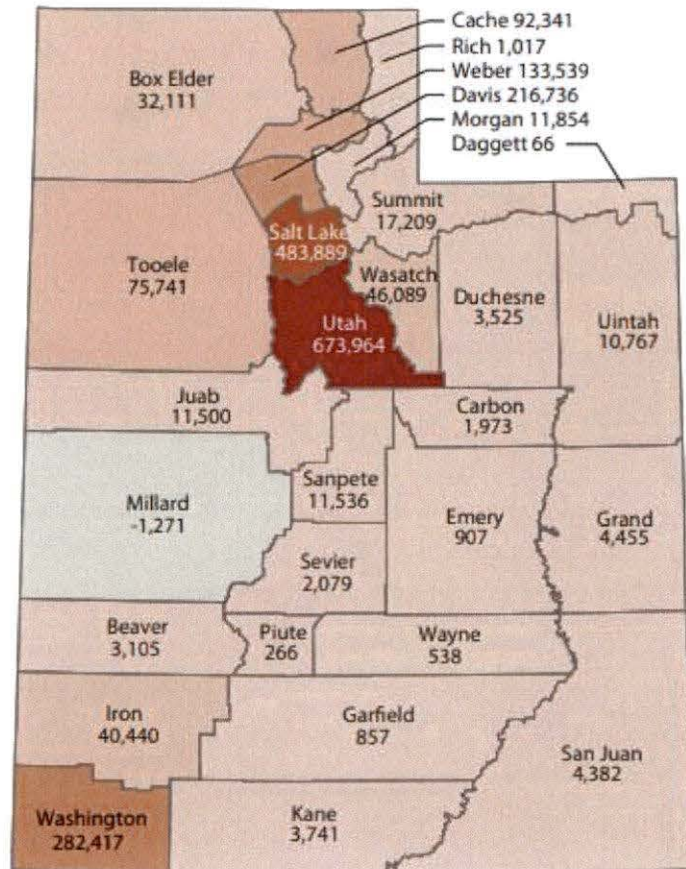 Cache 92,341
Rich 1,017
Weber 133,539
Davis 216,736
Morgan 11,854
Daggett 66
Box Elder
32,111
Summit
17,209
Salt Lake
483,889
Tooele
75,741
Wasatch
46,089
Duchesne
3,525
Uintah
10,767
Utah
673,964
Juab
11,500
Carbon
1,973
Sanpete
11,536
Millard
-1,271
Emery
907
Grand
4,455
Sevier
2,079
Beaver
3,105
Piute
266
Wayne
538
Iron
40,440
Garfield
857
San Juan
4,382
Washington
282,417
Kane
3,741